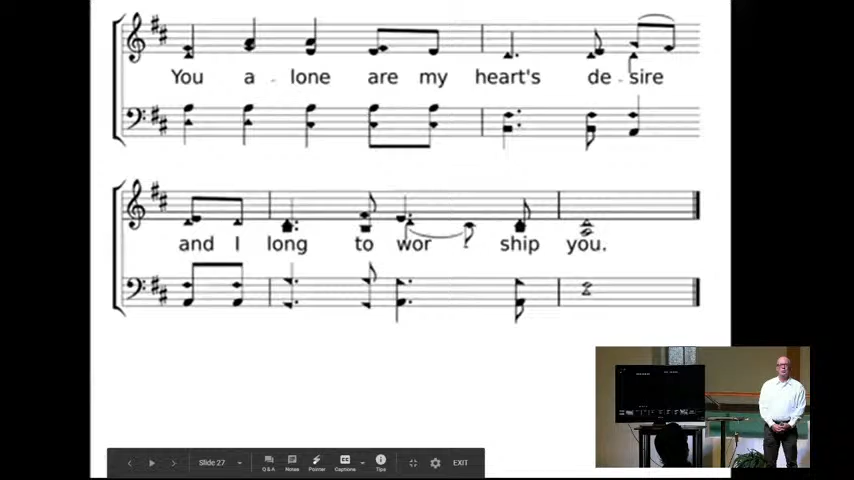 You a - lone are my heart's de - sire
and I long to wor - ship you.
Slide 27
Q & A Notes Pointer Captions Tips EXIT